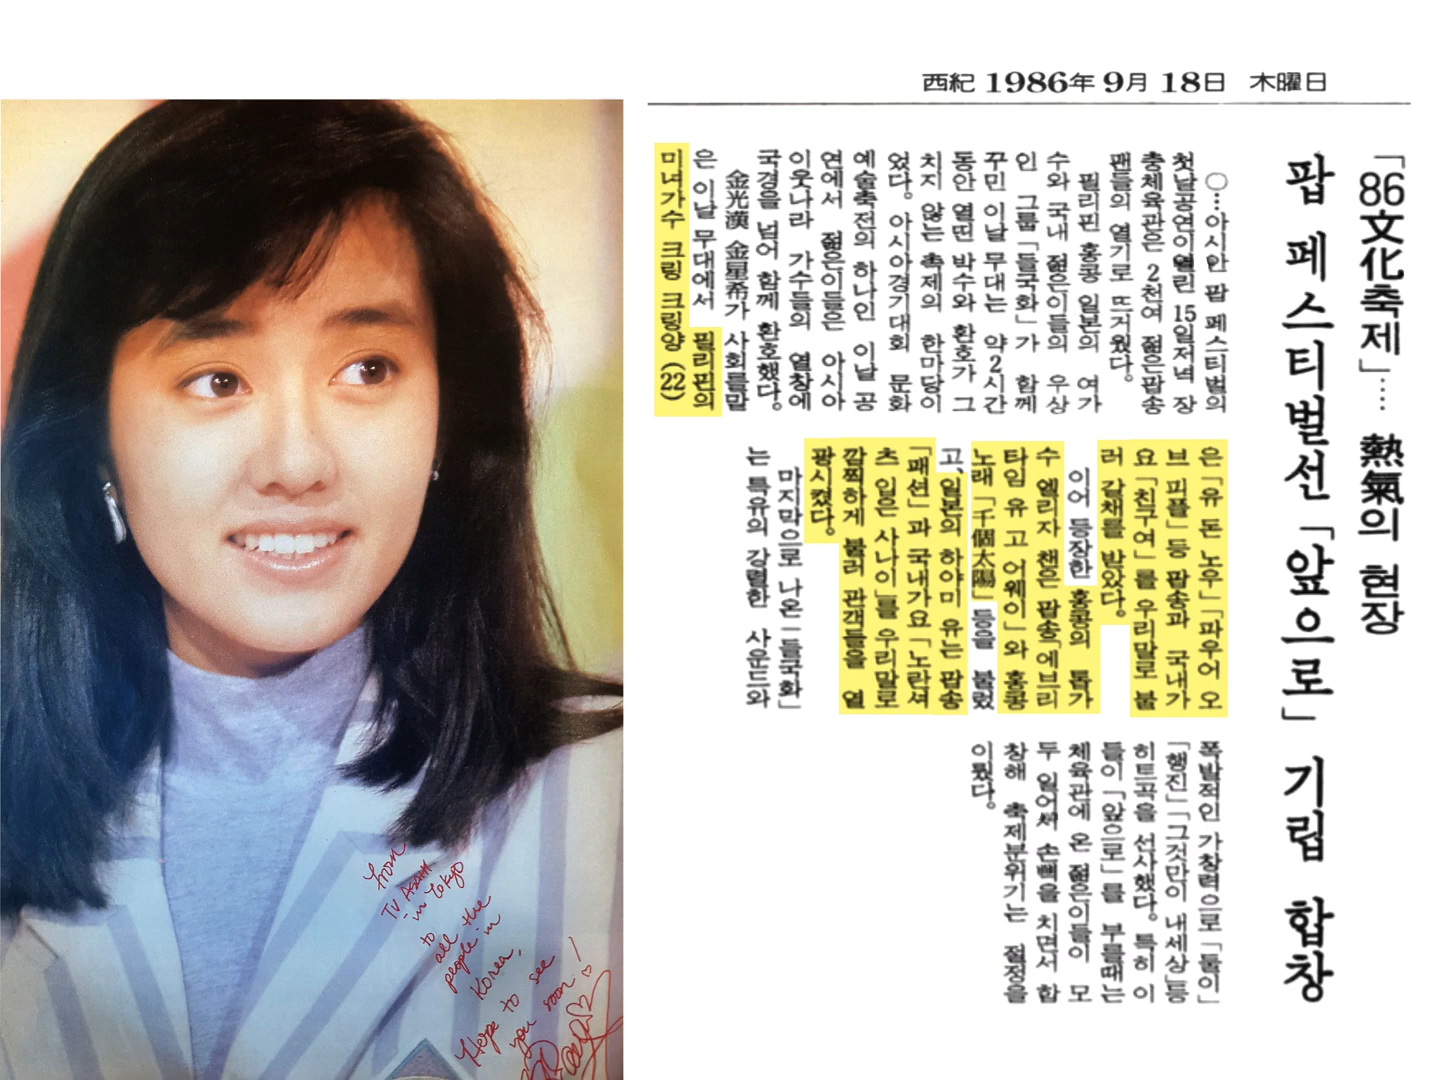 西紀 1986年 9月 18日 木曜日
「86文化축제」…… 熱氣의 현장
팝 페스티벌선「앞으로」기립 합창
○…아시안 팝 페스티벌의
첫날공연이열린 15일저녁 장
충체육관은 2천여 젊은팝송
팬들의 열기로 뜨거웠다。
필리핀 홍콩 일본의 여가
수와 국내 젊은이들의 우상
인 그룹「들국화」가 함께
꾸민 이날 무대는 약2시간
동안 열띤 박수와 환호가 그
치지 않는 축제의 한마당이
었다。아시아경기대회 문화
예술축전의 하나인 이날 공
연에서 젊은이들은 아시아
이웃나라 가수들의 열창에
국경을 넘어 함께 환호했다。
金光漢 金星希가 사회를맡
은 이날 무대에서 필리핀의
미녀가수 크링 크링양(22)
은「유 돈 노우」「파우어 오
브 피플」등 팝송과 국내가
요「친구여」를 우리말로 불
러 갈채를 받았다。
이어 등장한 홍콩의 톱가
수 엘리자 챈은 팝송「에브리
타임 유 고 어웨이」와 홍콩
노래「千個太陽」등을 불렀
고、일본의 하야미 유는 팝송
「패션」과 국내가요「노란셔
츠 입은 사나이」를 우리말로
깜찍하게 불러 관객들을 열
광시켰다。
마지막으로 나온「들국화」
는 특유의 강렬한 사운드와
폭발적인 가창력으로「둘이」
「행진」「그것만이 내세상」등
히트곡을 선사했다。특히 이
들이「앞으로」를 부를때는
체육관에 온 젊은이들이 모
두 일어서 손뼉을 치면서 합
창해 축제분위기는 절정을
이뤘다。
from
TV ASAHI
in Tokyo
to
all the
people in
Korea,
Hope to see
you soon!